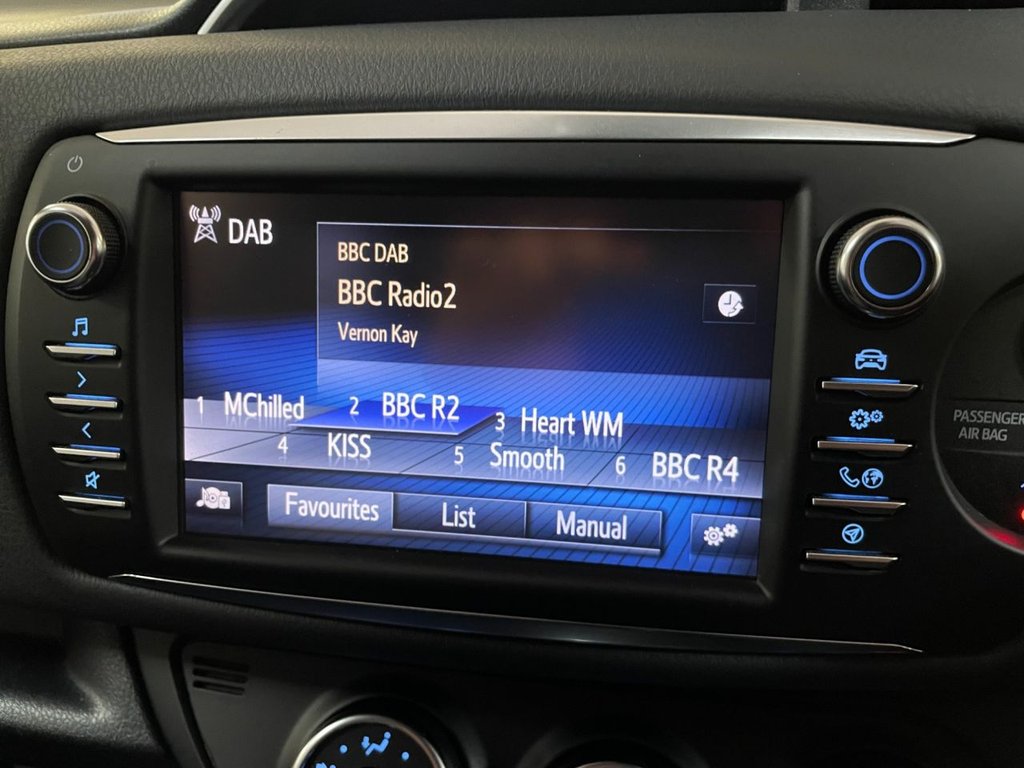 DAB
BBC DAB
BBC Radio2
Vernon Kay
1 MChilled 2 BBC R2 3 Heart WM
4 KISS 5 Smooth 6 BBC R4
Favourites List Manual
PASSENGER
AIR BAG